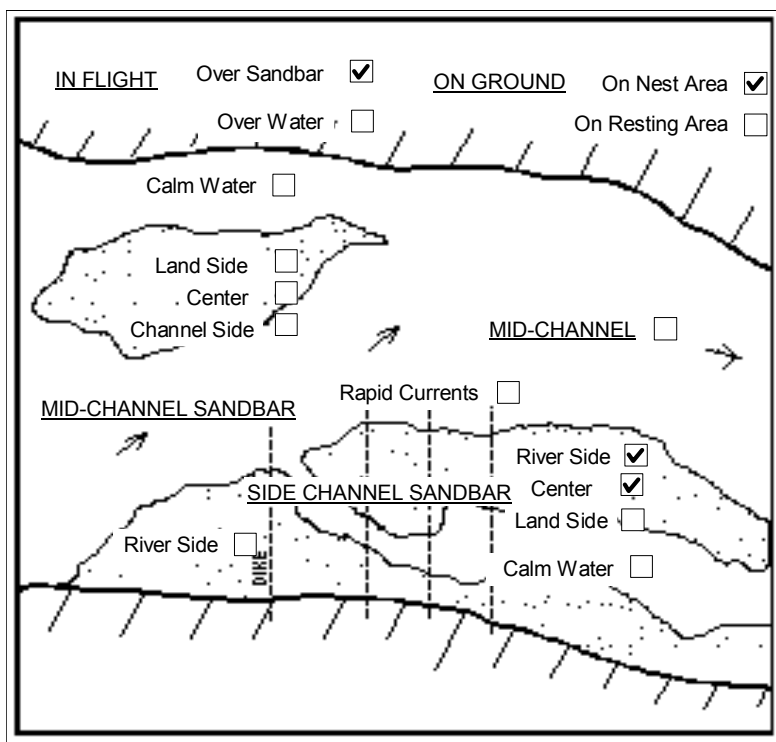 IN FLIGHT
Over Sandbar
ON GROUND
On Nest Area
Over Water
On Resting Area
Calm Water
Land Side
Center
Channel Side
MID-CHANNEL
Rapid Currents
MID-CHANNEL SANDBAR
River Side
SIDE CHANNEL SANDBAR
Center
Land Side
River Side
DIKE
Calm Water